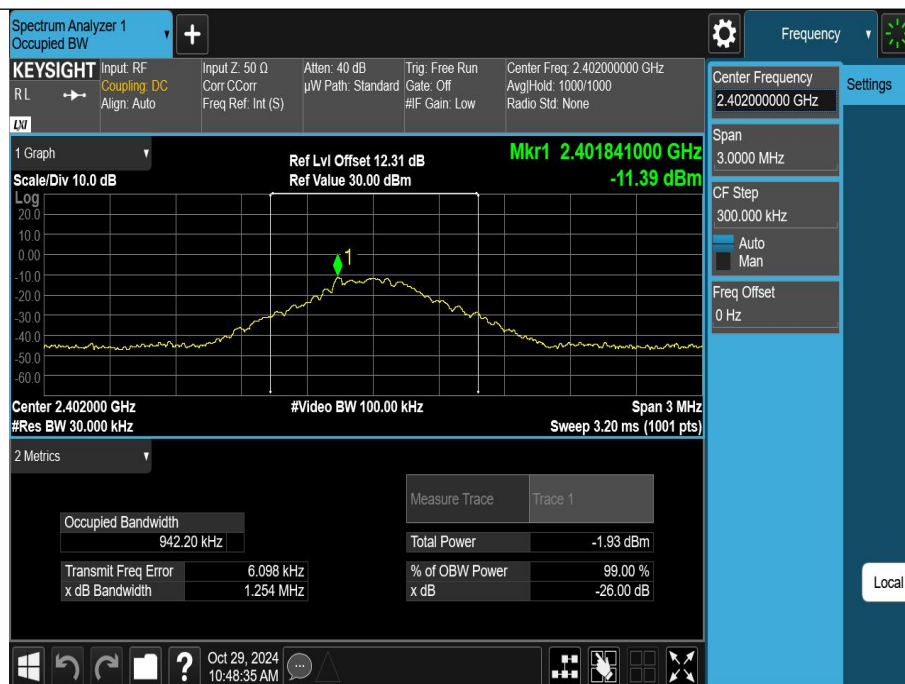 Spectrum Analyzer 1
Occupied BW
Frequency
KEYSIGHT
RL
LXI
Input: RF
Coupling: DC
Align: Auto
Input Z: 50 Ω
Corr CCorr
Freq Ref: Int (S)
Atten: 40 dB
µW Path: Standard
Trig: Free Run
Gate: Off
#IF Gain: Low
Center Freq: 2.402000000 GHz
Avg|Hold: 1000/1000
Radio Std: None
Center Frequency
2.402000000 GHz
Settings
Span
3.0000 MHz
CF Step
300.000 kHz
Auto
Man
Freq Offset
0 Hz
Local
1 Graph
Scale/Div 10.0 dB
Ref Lvl Offset 12.31 dB
Ref Value 30.00 dBm
Mkr1 2.401841000 GHz
-11.39 dBm
Log
20.0
10.0
0.00
-10.0
-20.0
-30.0
-40.0
-50.0
-60.0
1
Center 2.402000 GHz
#Res BW 30.000 kHz
#Video BW 100.00 kHz
Span 3 MHz
Sweep 3.20 ms (1001 pts)
2 Metrics
Measure Trace Trace 1
Occupied Bandwidth
942.20 kHz
Total Power -1.93 dBm
Transmit Freq Error 6.098 kHz
% of OBW Power 99.00 %
x dB Bandwidth 1.254 MHz
x dB -26.00 dB
?
Oct 29, 2024
10:48:35 AM